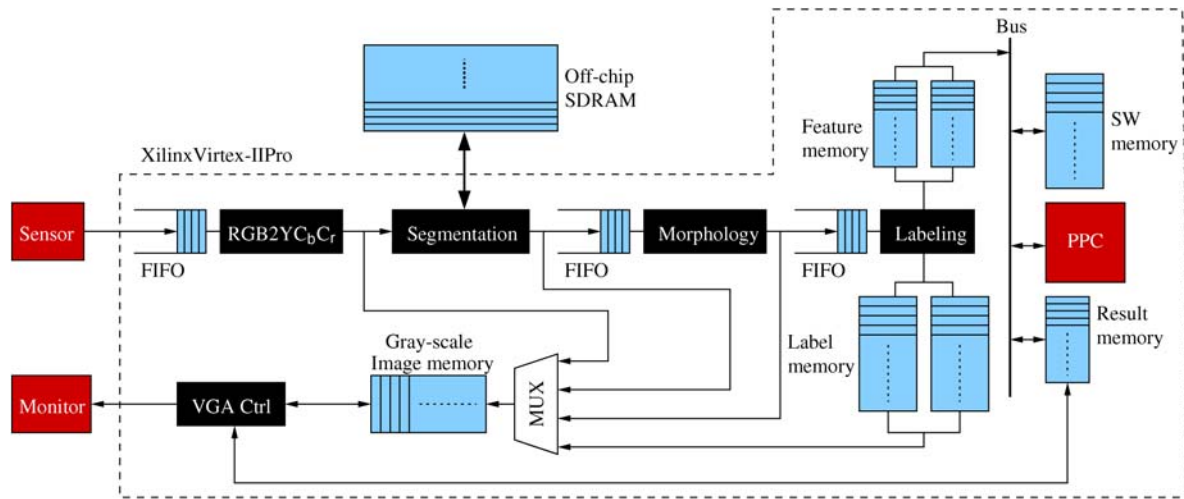 Bus
Off-chip
SDRAM
Feature
memory
SW
memory
XilinxVirtex-IIPro
Sensor
FIFO
RGB2YCbCr
Segmentation
FIFO
Morphology
FIFO
Labeling
PPC
Gray-scale
Image memory
Label
memory
Result
memory
Monitor
VGA Ctrl
MUX